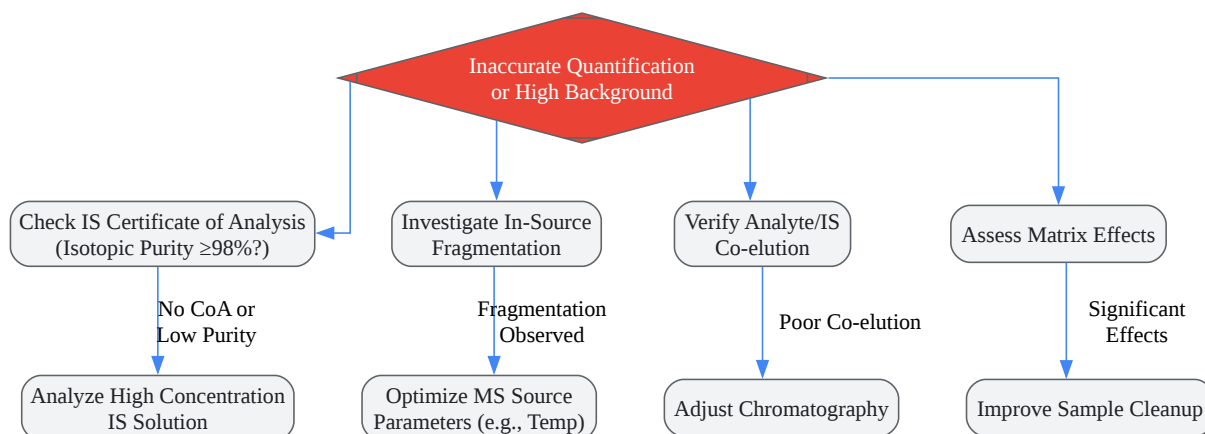 Inaccurate Quantification
or High Background
Check IS Certificate of Analysis
(Isotopic Purity ≥98%?)
Investigate In-Source
Fragmentation
Verify Analyte/IS
Co-elution
Assess Matrix Effects
No CoA or
Low Purity
Fragmentation
Observed
Poor Co-elution
Significant
Effects
Analyze High Concentration
IS Solution
Optimize MS Source
Parameters (e.g., Temp)
Adjust Chromatography
Improve Sample Cleanup